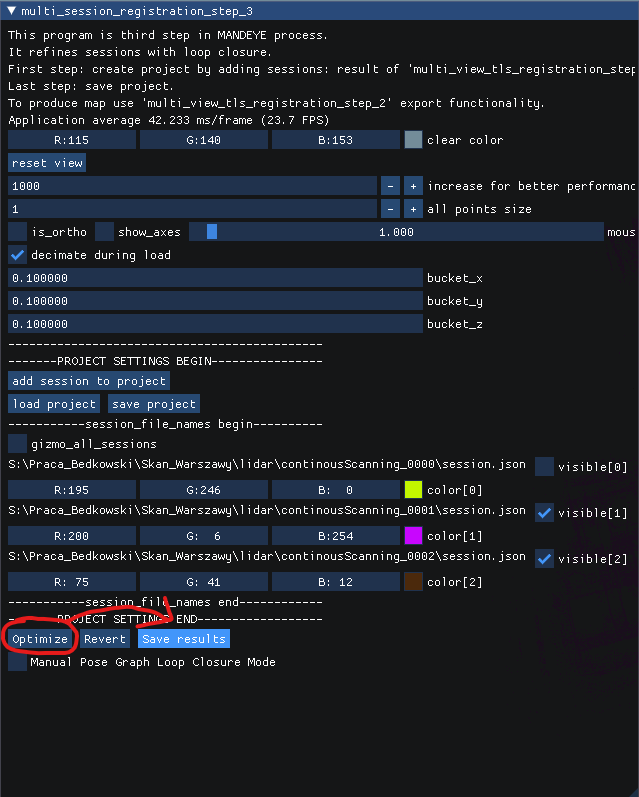 multi_session_registration_step_3
This program is third step in MANDEYE process.
It refines sessions with loop closure.
First step: create project by adding sessions: result of 'multi_view_tls_registration_step
Last step: save project.
To produce map use 'multi_view_tls_registration_step_2' export functionality.
Application average 42.233 ms/frame (23.7 FPS)
R:115 G:140 B:153 clear color
reset view
1000 - + increase for better performanc
1 - + all points size
is_ortho show_axes 1.000 mous
decimate during load
0.100000 bucket_x
0.100000 bucket_y
0.100000 bucket_z
---------------------------------------------
-------PROJECT SETTINGS BEGIN----------------
add session to project
load project save project
-----------session_file_names begin----------
gizmo_all_sessions
S:\Praca_Bedkowski\Skan_Warszawy\lidar\continousScanning_0000\session.json visible[0]
R:195 G:246 B: 0 color[0]
S:\Praca_Bedkowski\Skan_Warszawy\lidar\continousScanning_0001\session.json visible[1]
R:200 G: 6 B:254 color[1]
S:\Praca_Bedkowski\Skan_Warszawy\lidar\continousScanning_0002\session.json visible[2]
R: 75 G: 41 B: 12 color[2]
-----------session_file_names end------------
-------PROJECT SETTINGS END------------------
Optimize Revert Save results
Manual Pose Graph Loop Closure Mode